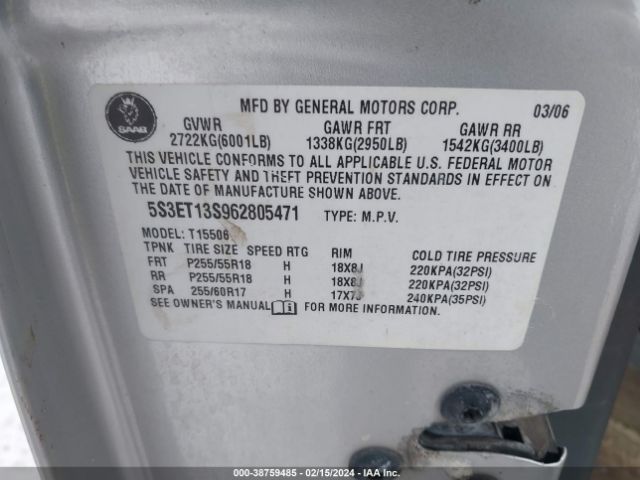 SAAB
MFD BY GENERAL MOTORS CORP. 03/06
GVWR GAWR FRT GAWR RR
2722KG(6001LB) 1338KG(2950LB) 1542KG(3400LB)
THIS VEHICLE CONFORMS TO ALL APPLICABLE U.S. FEDERAL MOTOR
VEHICLE SAFETY AND THEFT PREVENTION STANDARDS IN EFFECT ON
THE DATE OF MANUFACTURE SHOWN ABOVE.
5S3ET13S962805471 TYPE: M.P.V.
MODEL: T15506
TPNK TIRE SIZE SPEED RTG RIM COLD TIRE PRESSURE
FRT P255/55R18 H 18X8J 220KPA(32PSI)
RR P255/55R18 H 18X8J 220KPA(32PSI)
SPA 255/60R17 H 17X7J 240KPA(35PSI)
SEE OWNER'S MANUAL FOR MORE INFORMATION.
000-38759485 - 02/15/2024 - IAA Inc.